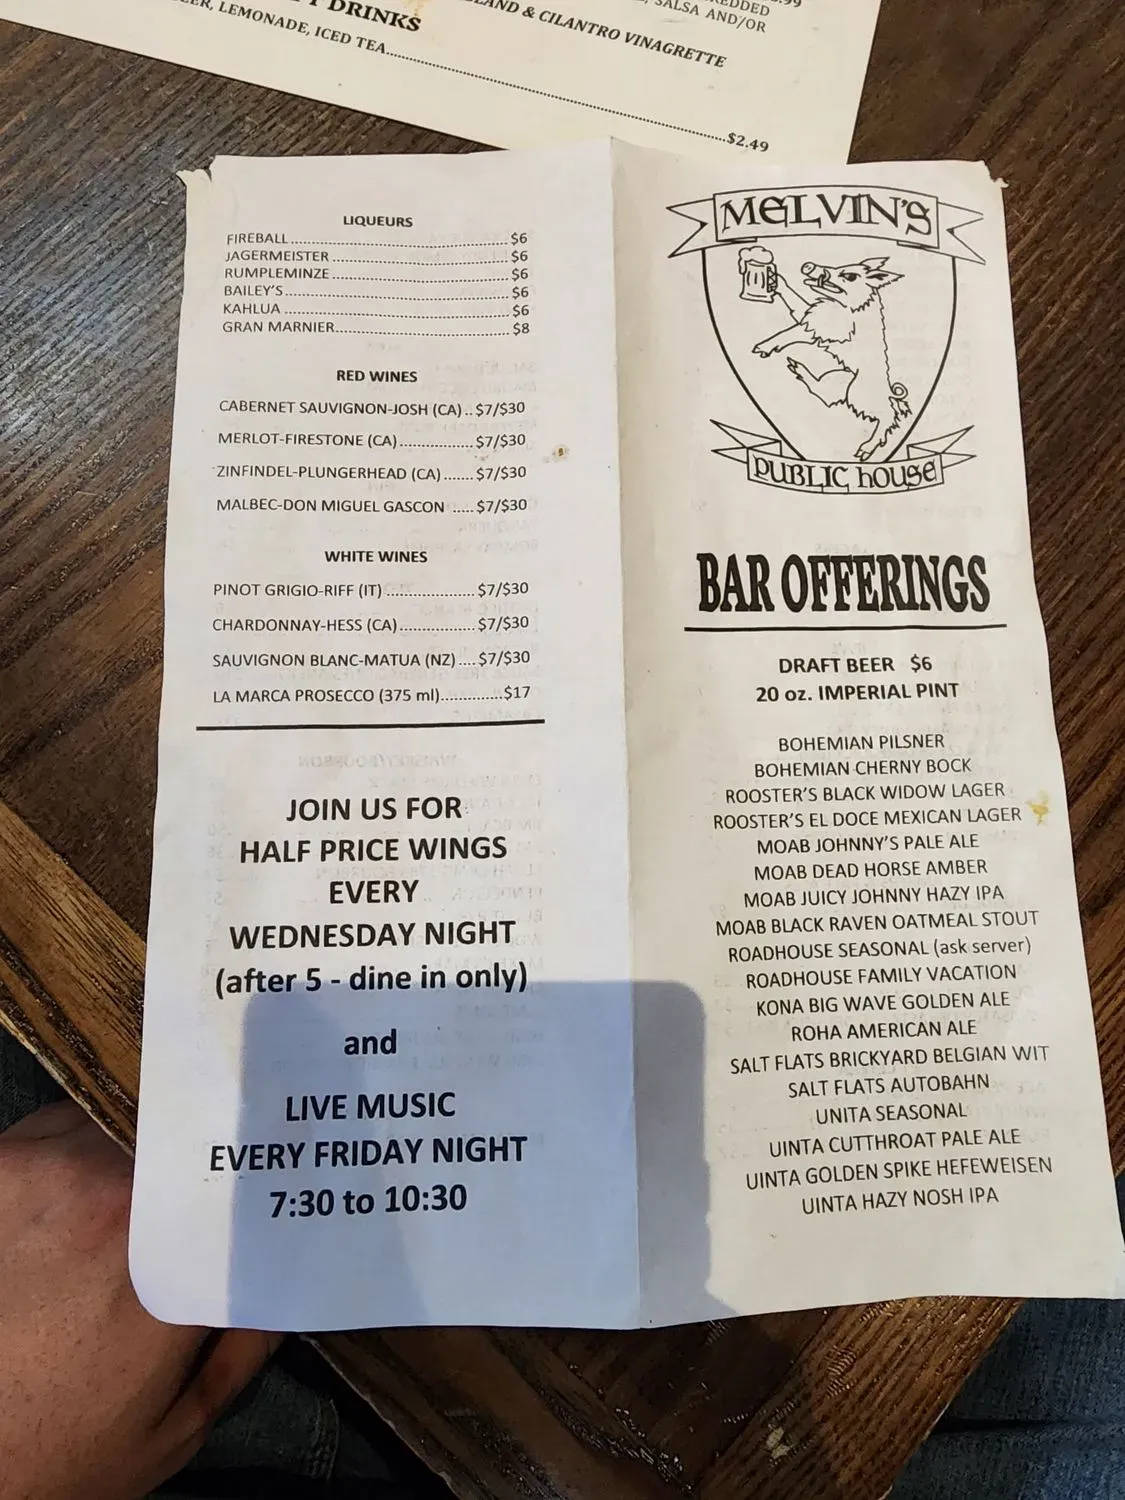 T DRINKS
LEMONADE, ICED TEA...$2.49
SALSA AND/OR
& CILANTRO VINAGRETTE
LIQUEURS
FIREBALL...$6
JAGERMEISTER...$6
RUMPLEMINZE...$6
BAILEY'S...$6
KAHLUA...$6
GRAN MARNIER...$8
RED WINES
CABERNET SAUVIGNON-JOSH (CA)..$7/$30
MERLOT-FIRESTONE (CA)...$7/$30
ZINFINDEL-PLUNGERHEAD (CA)...$7/$30
MALBEC-DON MIGUEL GASCON ...$7/$30
WHITE WINES
PINOT GRIGIO-RIFF (IT)...$7/$30
CHARDONNAY-HESS (CA)...$7/$30
SAUVIGNON BLANC-MATUA (NZ)....$7/$30
LA MARCA PROSECCO (375 ml)...$17
JOIN US FOR
HALF PRICE WINGS
EVERY
WEDNESDAY NIGHT
(after 5 - dine in only)
and
LIVE MUSIC
EVERY FRIDAY NIGHT
7:30 to 10:30
MELVIN'S
PUBLIC HOUSE
BAR OFFERINGS
DRAFT BEER $6
20 oz. IMPERIAL PINT
BOHEMIAN PILSNER
BOHEMIAN CHERNY BOCK
ROOSTER'S BLACK WIDOW LAGER
ROOSTER'S EL DOCE MEXICAN LAGER
MOAB JOHNNY'S PALE ALE
MOAB DEAD HORSE AMBER
MOAB JUICY JOHNNY HAZY IPA
MOAB BLACK RAVEN OATMEAL STOUT
ROADHOUSE SEASONAL (ask server)
ROADHOUSE FAMILY VACATION
KONA BIG WAVE GOLDEN ALE
ROHA AMERICAN ALE
SALT FLATS BRICKYARD BELGIAN WIT
SALT FLATS AUTOBAHN
UNITA SEASONAL
UINTA CUTTHROAT PALE ALE
UINTA GOLDEN SPIKE HEFEWEISEN
UINTA HAZY NOSH IPA